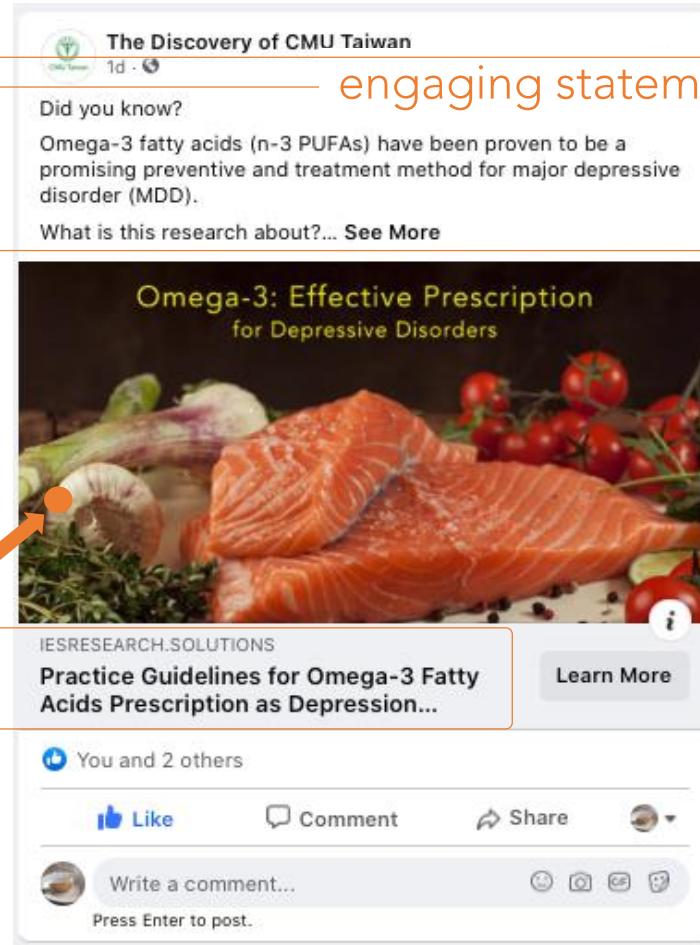 The Discovery of CMU Taiwan
CMU Taiwan
1d ·
engaging statem
Did you know?
Omega-3 fatty acids (n-3 PUFAs) have been proven to be a
promising preventive and treatment method for major depressive
disorder (MDD).
What is this research about?... See More
Omega-3: Effective Prescription
for Depressive Disorders
i
IESRESEARCH.SOLUTIONS
Practice Guidelines for Omega-3 Fatty
Acids Prescription as Depression...
Learn More
You and 2 others
Like Comment Share
Write a comment...
GIF
Press Enter to post.